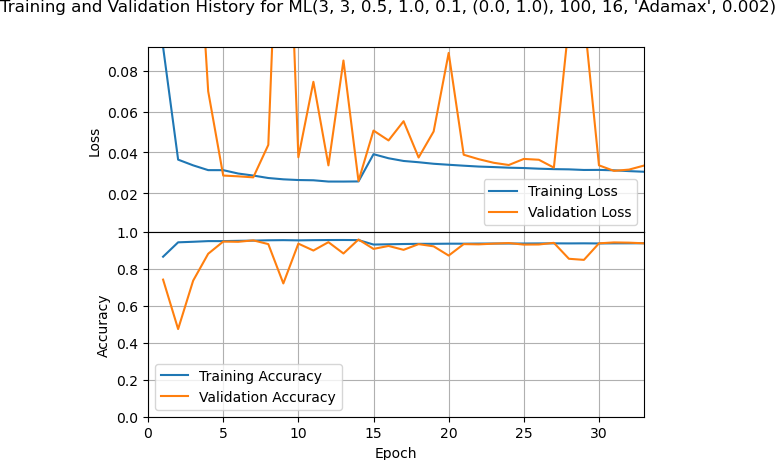 Training and Validation History for ML(3, 3, 0.5, 1.0, 0.1, (0.0, 1.0), 100, 16, 'Adamax', 0.002)
0.08
0.06
0.04
0.02
Loss
Training Loss
Validation Loss
1.0
0.8
0.6
0.4
0.2
0.0
Accuracy
Training Accuracy
Validation Accuracy
0 5 10 15 20 25 30
Epoch